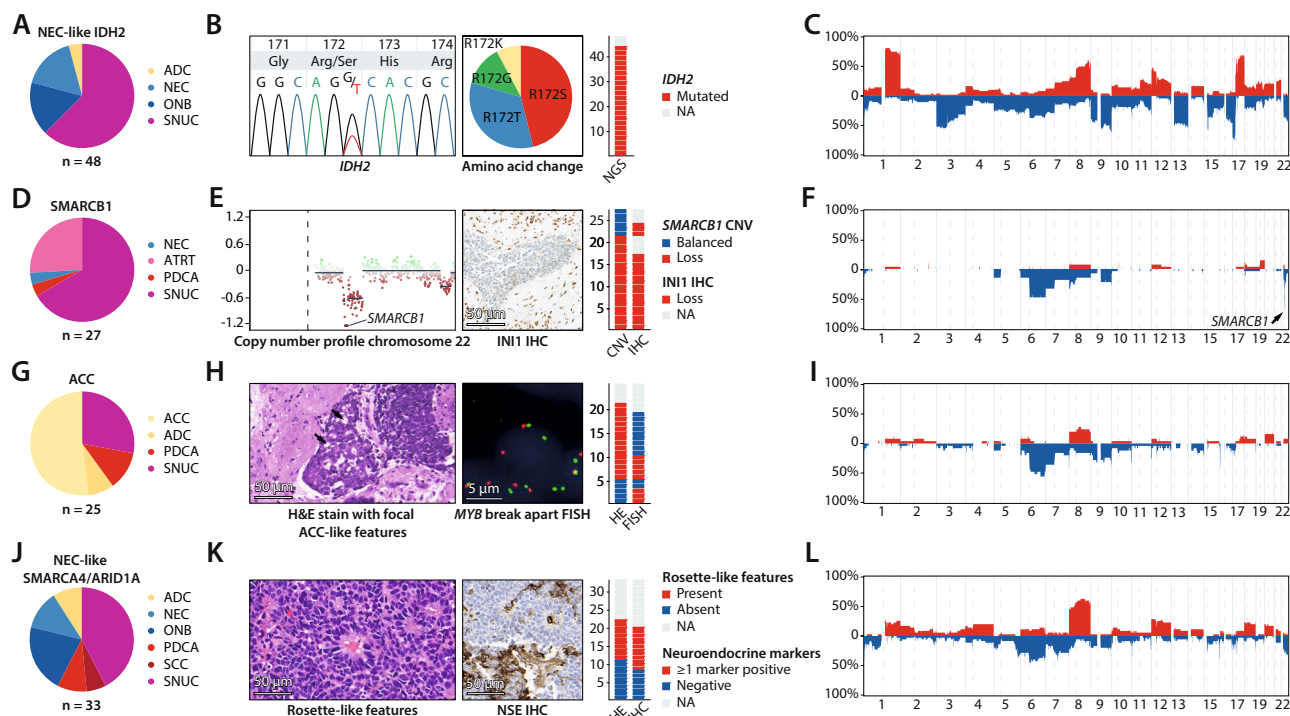 A
NEC-like IDH2
ADC
NEC
ONB
SNUC
n = 48
B
171 172 173 174
Gly Arg/Ser His Arg
G G C A G G/T C A C G C
IDH2
R172K
R172G
R172S
R172T
Amino acid change
40
30
20
10
NGS
IDH2
Mutated
NA
C
100%
50%
0
50%
100%
1 2 3 4 5 6 7 8 9 10 11 12 13 15 17 19 22
D
SMARCB1
NEC
ATRT
PDCA
SNUC
n = 27
E
1.2
0.6
0
-0.6
-1.2
SMARCB1
Copy number profile chromosome 22
50 µm
INI1 IHC
25
20
15
10
5
CNV IHC
SMARCB1 CNV
Balanced
Loss
INI1 IHC
Loss
NA
F
100%
50%
0
50%
100%
SMARCB1
1 2 3 4 5 6 7 8 9 10 11 12 13 15 17 19 22
G
ACC
ACC
ADC
PDCA
SNUC
n = 25
H
50 µm
H&E stain with focal
ACC-like features
5 µm
MYB break apart FISH
20
15
10
5
HE FISH
I
100%
50%
0
50%
100%
1 2 3 4 5 6 7 8 9 10 11 12 13 15 17 19 22
J
NEC-like
SMARCA4/ARID1A
ADC
NEC
ONB
PDCA
SCC
SNUC
n = 33
K
50 µm
Rosette-like features
50 µm
NSE IHC
30
25
20
15
10
5
HE IHC
Rosette-like features
Present
Absent
NA
Neuroendocrine markers
≥1 marker positive
Negative
NA
L
100%
50%
0
50%
100%
1 2 3 4 5 6 7 8 9 10 11 12 13 15 17 19 22